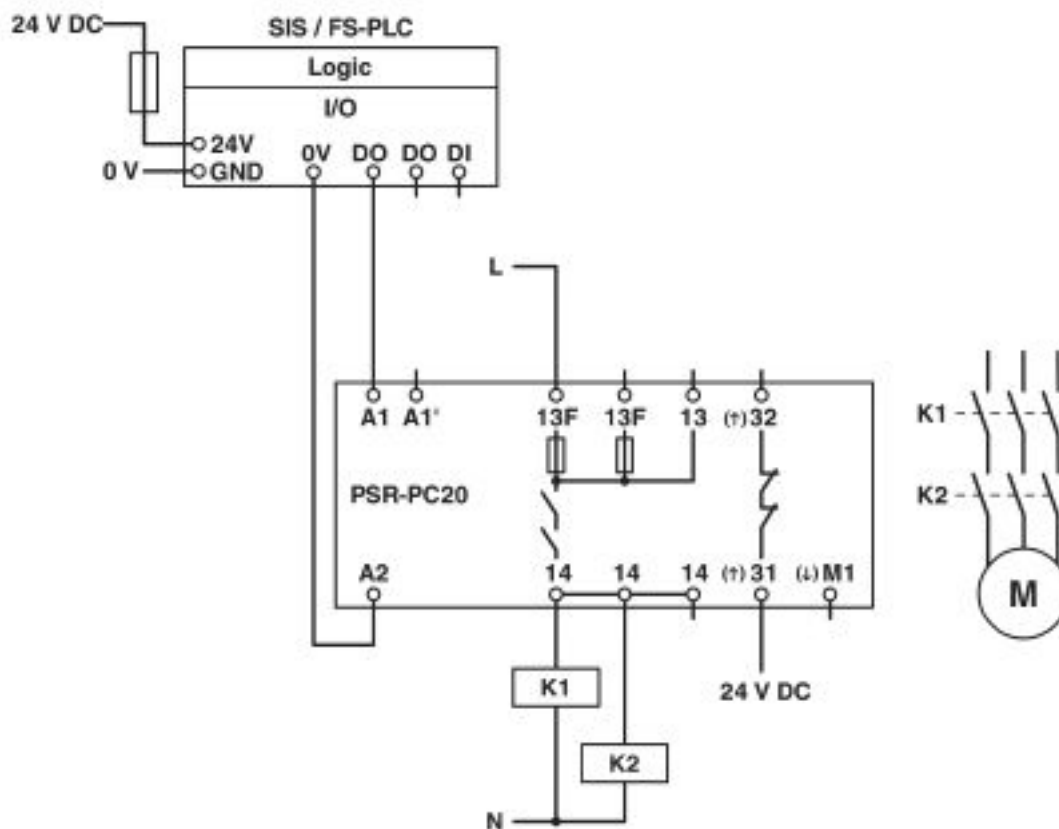 24 V DC
SIS / FS-PLC
Logic
I/O
24V
0V DO DO DI
0 V
GND
L
A1 A1' 13F 13F 13 (↑) 32
K1
PSR-PC20
K2
A2 14 14 14 (↑) 31 (↓) M1
M
K1
24 V DC
K2
N